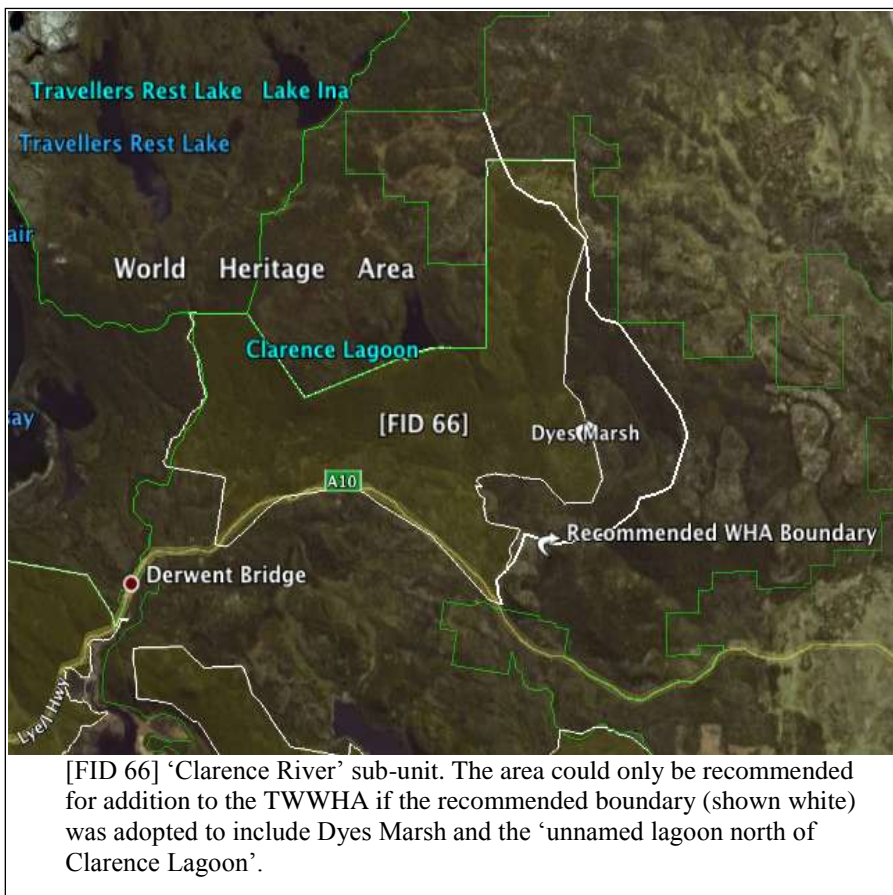 Travellers Rest Lake Lake Ina
Travellers Rest Lake
air
World Heritage Area
Clarence Lagoon
ay
[FID 66]
Dyes Marsh
A10
Recommended WHA Boundary
Derwent Bridge
Lyell Hwy
[FID 66] ‘Clarence River’ sub-unit. The area could only be recommended
for addition to the TWWHA if the recommended boundary (shown white)
was adopted to include Dyes Marsh and the ‘unnamed lagoon north of
Clarence Lagoon’.